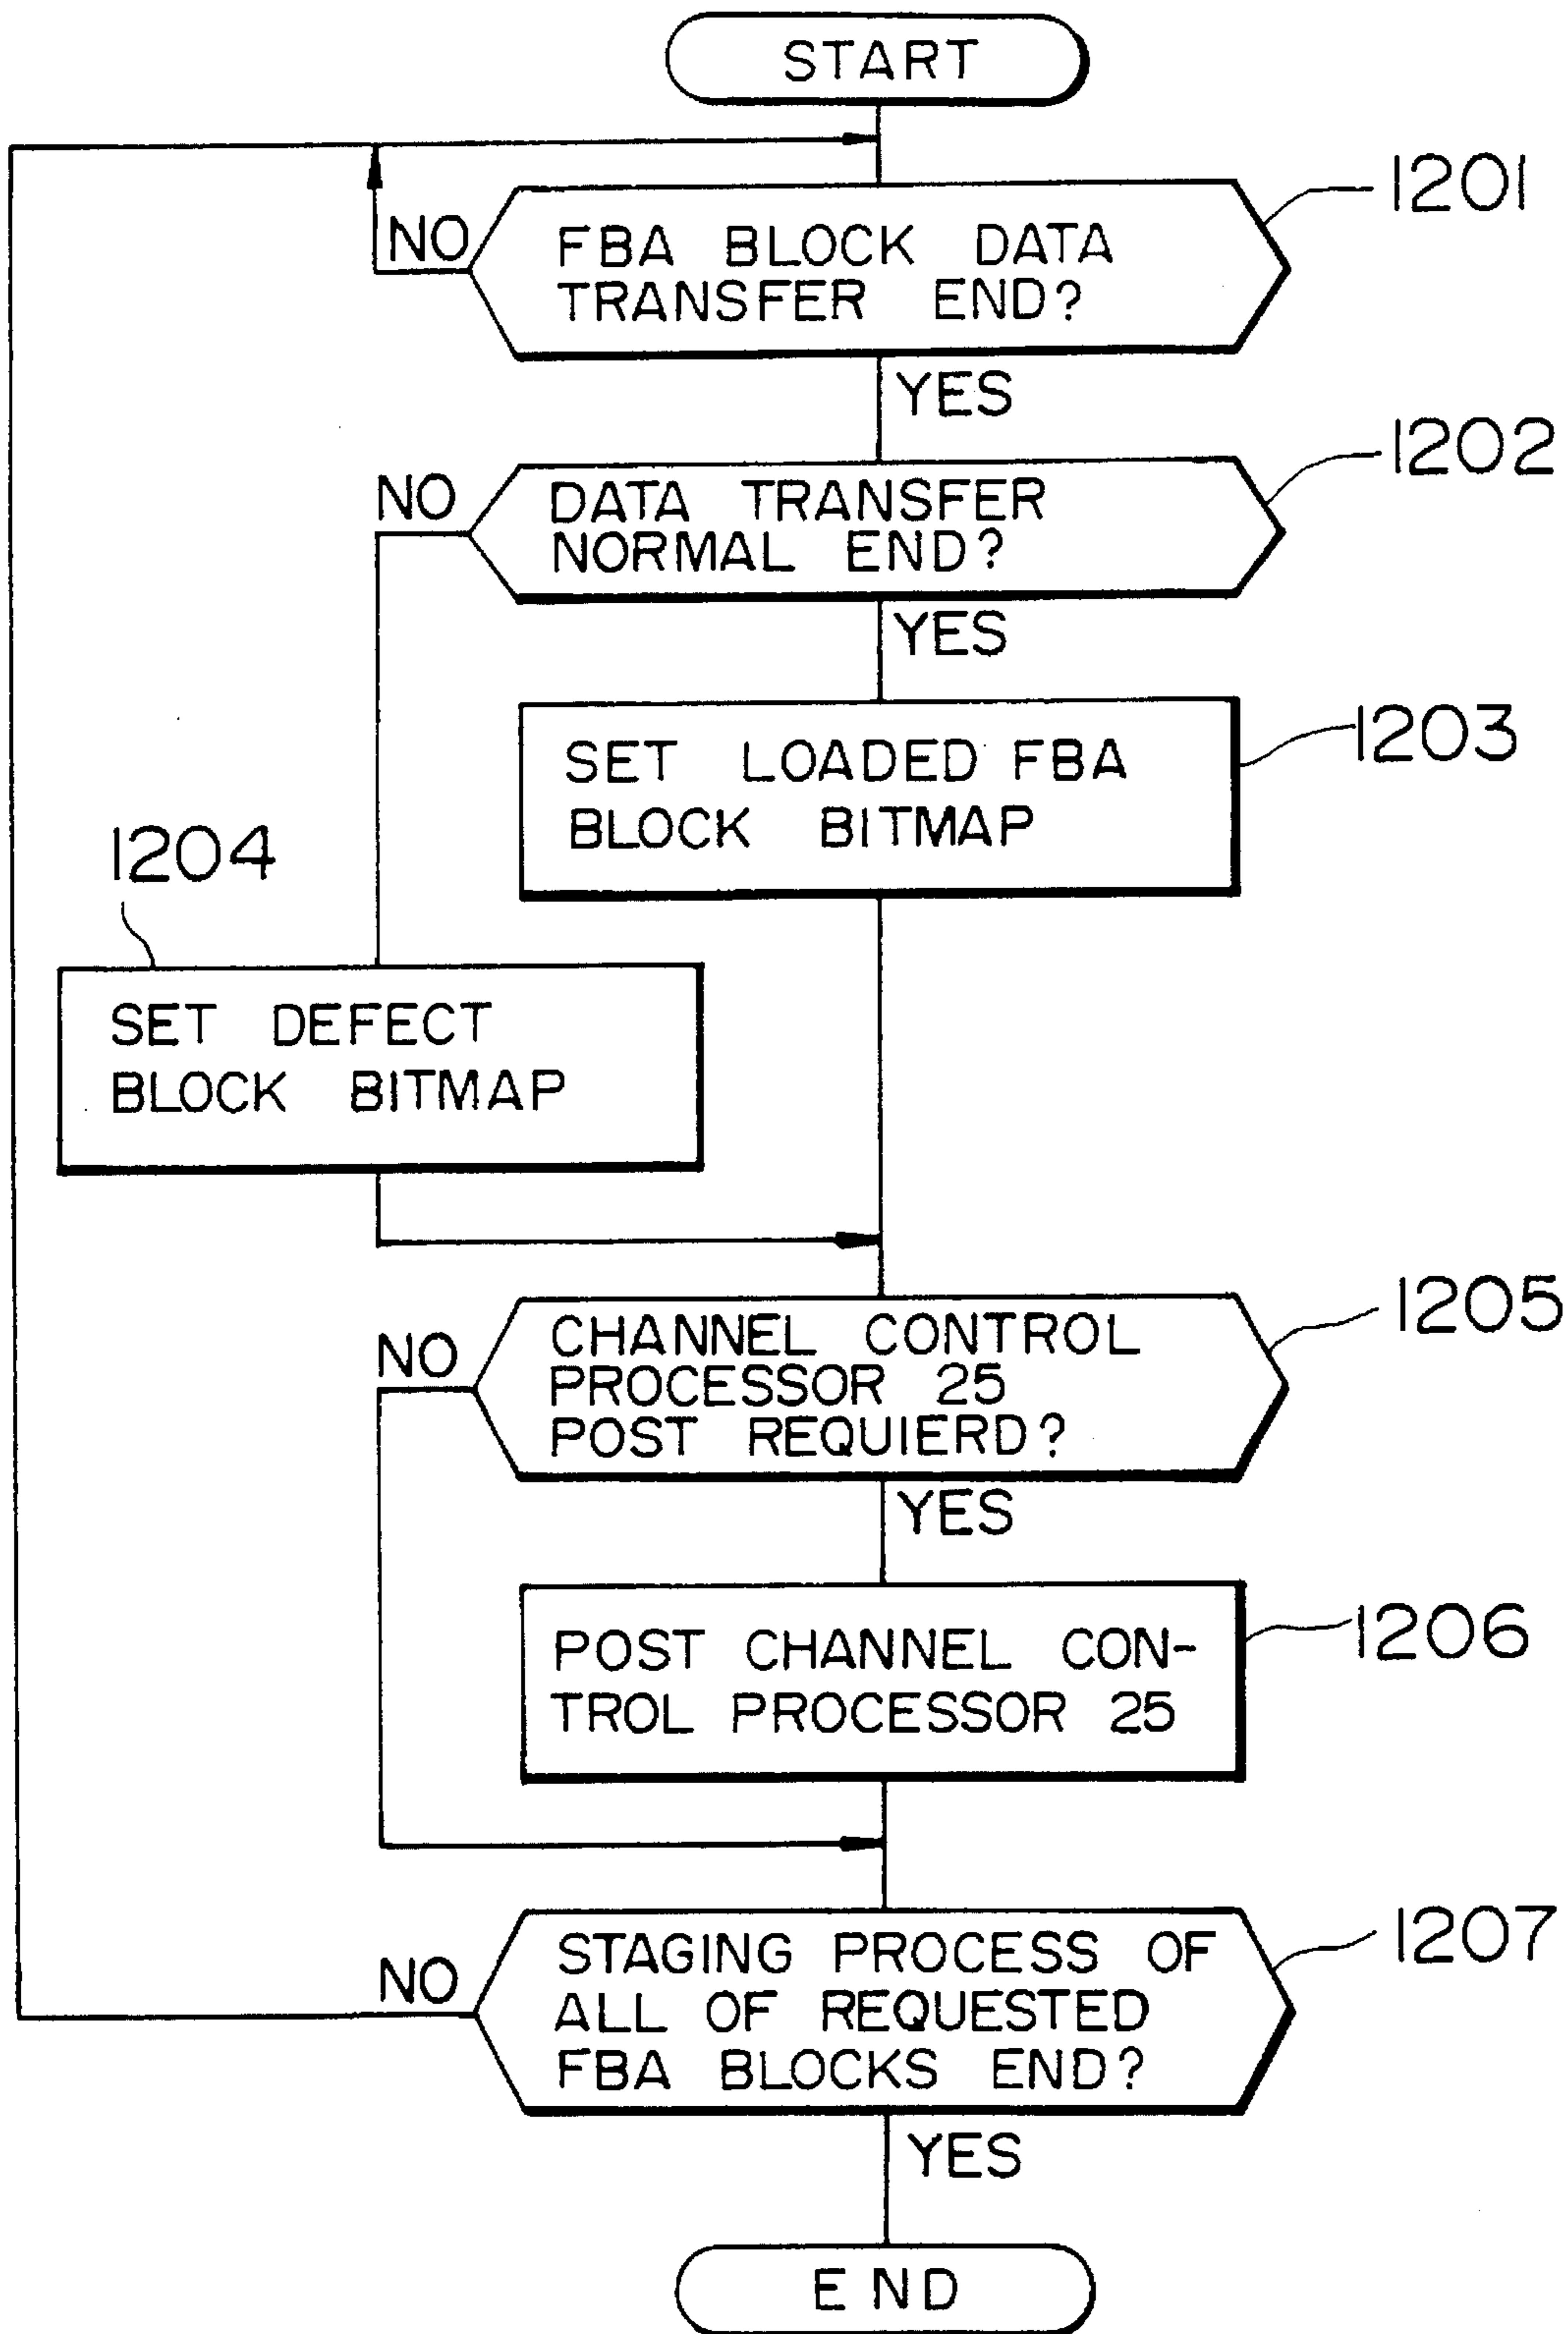 START
1201
NO
FBA BLOCK DATA
TRANSFER END?
YES
1202
NO
DATA TRANSFER
NORMAL END?
YES
1203
SET LOADED FBA
BLOCK BITMAP
1204
SET DEFECT
BLOCK BITMAP
1205
NO
CHANNEL CONTROL
PROCESSOR 25
POST REQUIERD?
YES
1206
POST CHANNEL CON-
TROL PROCESSOR 25
1207
NO
STAGING PROCESS OF
ALL OF REQUESTED
FBA BLOCKS END?
YES
END